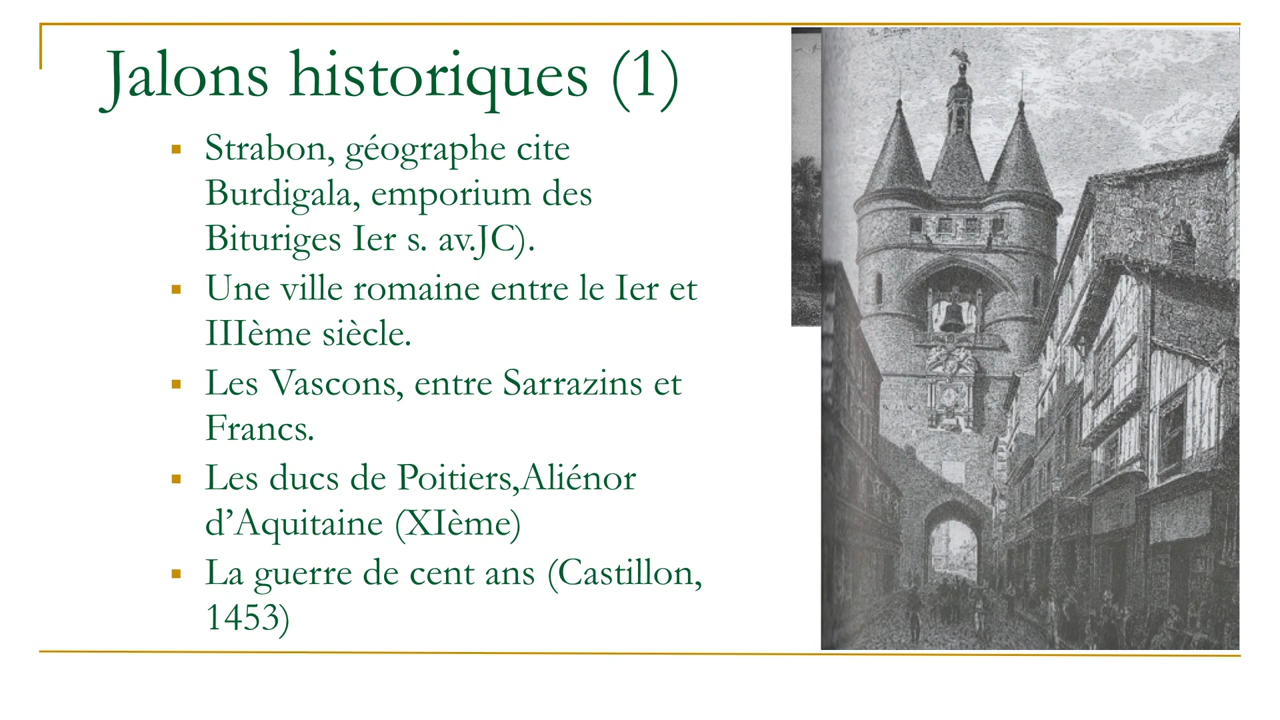 Jalons historiques (1)
Strabon, géographe cite
Burdigala, emporium des
Bituriges Ier s. av.JC).
Une ville romaine entre le Ier et
IIIème siècle.
Les Vascons, entre Sarrazins et
Francs.
Les ducs de Poitiers,Aliénor
d’Aquitaine (XIème)
La guerre de cent ans (Castillon,
1453)